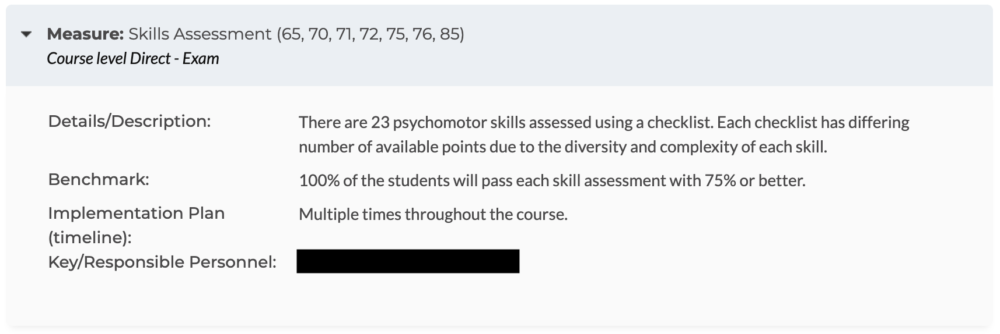 Measure: Skills Assessment (65, 70, 71, 72, 75, 76, 85)
Course level Direct - Exam
Details/Description:
There are 23 psychomotor skills assessed using a checklist. Each checklist has differing
number of available points due to the diversity and complexity of each skill.
Benchmark:
100% of the students will pass each skill assessment with 75% or better.
Implementation Plan
(timeline):
Multiple times throughout the course.
Key/Responsible Personnel: